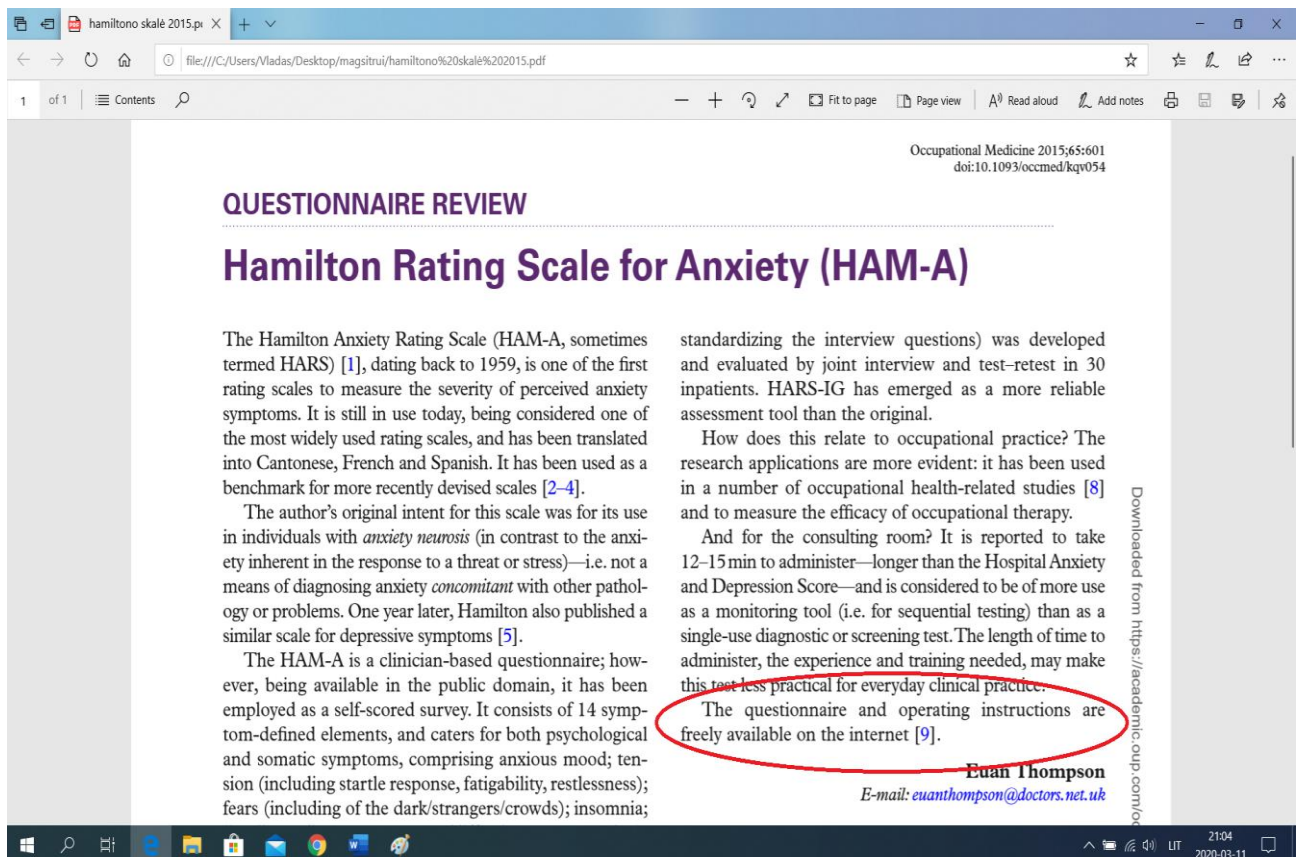 hamiltono skalė 2015.p
file:///C:/Users/Vladas/Desktop/magsitrui/hamiltono%20skalė%202015.pdf
1 of 1 Contents Fit to page Page view Read aloud Add notes
Occupational Medicine 2015;65:601
doi:10.1093/occmed/kqv054
QUESTIONNAIRE REVIEW
Hamilton Rating Scale for Anxiety (HAM-A)
The Hamilton Anxiety Rating Scale (HAM-A, sometimes
termed HARS) [1], dating back to 1959, is one of the first
rating scales to measure the severity of perceived anxiety
symptoms. It is still in use today, being considered one of
the most widely used rating scales, and has been translated
into Cantonese, French and Spanish. It has been used as a
benchmark for more recently devised scales [2–4].
The author's original intent for this scale was for its use
in individuals with anxiety neurosis (in contrast to the anxi-
ety inherent in the response to a threat or stress)—i.e. not a
means of diagnosing anxiety concomitant with other pathol-
ogy or problems. One year later, Hamilton also published a
similar scale for depressive symptoms [5].
The HAM-A is a clinician-based questionnaire; how-
ever, being available in the public domain, it has been
employed as a self-scored survey. It consists of 14 symp-
tom-defined elements, and caters for both psychological
and somatic symptoms, comprising anxious mood; ten-
sion (including startle response, fatigability, restlessness);
fears (including of the dark/strangers/crowds); insomnia;
standardizing the interview questions) was developed
and evaluated by joint interview and test–retest in 30
inpatients. HARS-IG has emerged as a more reliable
assessment tool than the original.
How does this relate to occupational practice? The
research applications are more evident: it has been used
in a number of occupational health-related studies [8]
and to measure the efficacy of occupational therapy.
And for the consulting room? It is reported to take
12–15 min to administer—longer than the Hospital Anxiety
and Depression Score—and is considered to be of more use
as a monitoring tool (i.e. for sequential testing) than as a
single-use diagnostic or screening test. The length of time to
administer, the experience and training needed, may make
this test less practical for everyday clinical practice.
The questionnaire and operating instructions are
freely available on the internet [9].
Euan Thompson
E-mail: euanthompson@doctors.net.uk
Downloaded from https://academic.oup.com/oc
LIT
21:04
2020-03-11